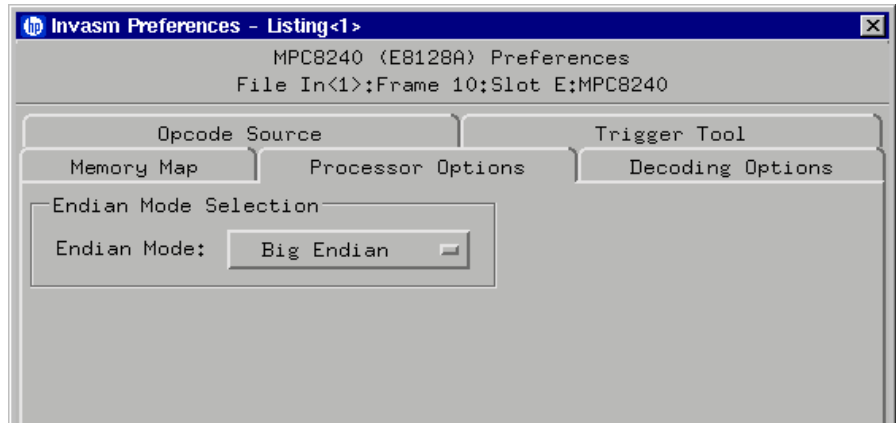 hp Invasm Preferences - Listing<1>
MPC8240 (E8128A) Preferences
File In<1>:Frame 10:Slot E:MPC8240
Opcode Source Trigger Tool
Memory Map Processor Options Decoding Options
Endian Mode Selection
Endian Mode: Big Endian